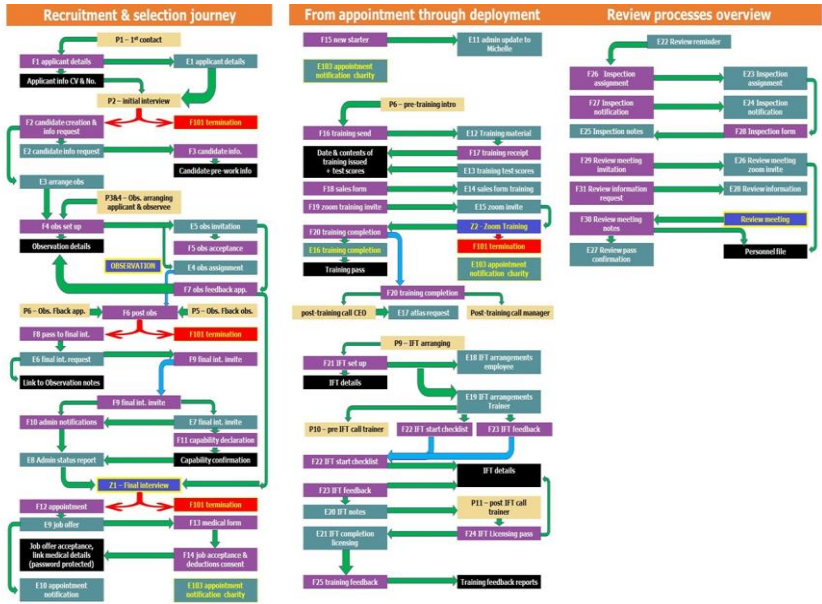 Recruitment & selection journey
P1 – 1st contact
F1 applicant details
E1 applicant details
Applicant info CV & No.
P2 – initial interview
F2 candidate creation &
info request
F101 termination
E2 candidate info request
F3 candidate info.
Candidate pre-work info
E3 arrange obs
P3&4 – Obs. arranging
applicant & observee
F4 obs set up
E5 obs invitation
Observation details
F5 obs acceptance
OBSERVATION
E4 obs assignment
F7 obs feedback app.
P6 – Obs. Fback app.
F6 post obs
P5 – Obs. Fback obs.
F8 pass to final int.
F101 termination
E6 final int. request
F9 final int. invite
Link to Observation notes
F9 final int. invite
F10 admin notifications
E7 final int. invite
F11 capability declaration
E8 Admin status report
Capability confirmation
Z1 – Final interview
F12 appointment
F101 termination
E9 job offer
F13 medical form
Job offer acceptance,
link medical details
(password protected)
F14 job acceptance &
deductions consent
E10 appointment
notification
E103 appointment
notification charity
From appointment through deployment
F15 new starter
E11 admin update to
Michelle
E103 appointment
notification charity
P6 – pre-training intro
F16 training send
E12 Training material
Date & contents of
training issued
+ test scores
F17 training receipt
E13 training test scores
F18 sales form
E14 sales form training
F19 zoom training invite
E15 zoom invite
F20 training completion
Z2 - Zoom Training
E16 training completion
F101 termination
Training pass
E103 appointment
notification charity
F20 training completion
post-training call CEO
E17 atlas request
Post-training call manager
P9 – IFT arranging
F21 IFT set up
E18 IFT arrangements
employee
IFT details
E19 IFT arrangements
Trainer
P10 – pre IFT call trainer
F22 IFT start checklist
F23 IFT feedback
F22 IFT start checklist
IFT details
F23 IFT feedback
E20 IFT notes
P11 – post IFT call
trainer
E21 IFT completion
licensing
F24 IFT Licensing pass
F25 training feedback
Training feedback reports
Review processes overview
E22 Review reminder
F26 Inspection
assignment
E23 Inspection
assignment
F27 Inspection
notification
E24 Inspection
notification
E25 Inspection notes
F28 Inspection form
F29 Review meeting
invitation
E26 Review meeting
zoom invite
F31 Review information
request
E28 Review information
F30 Review meeting
notes
Review meeting
E27 Review pass
confirmation
Personnel file